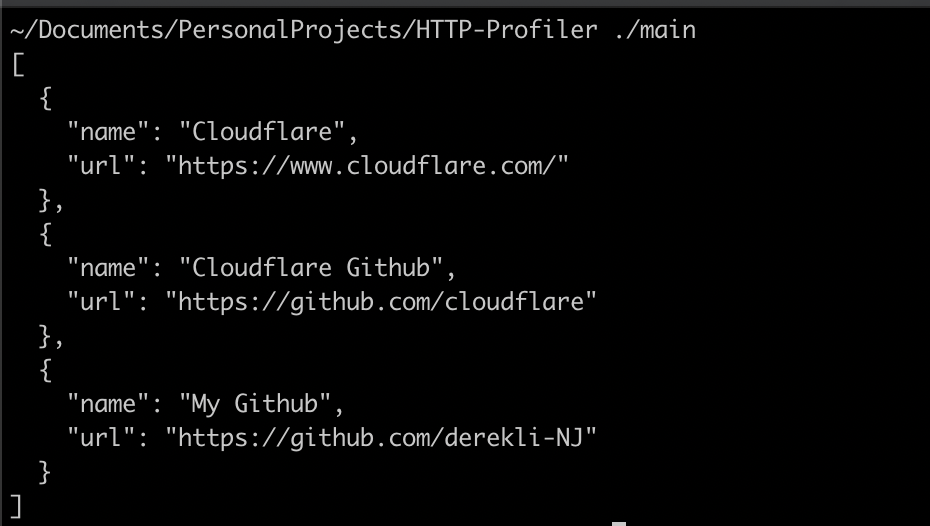 ~/Documents/PersonalProjects/HTTP-Profiler ./main
[
  {
    "name": "Cloudflare",
    "url": "https://www.cloudflare.com/"
  },
  {
    "name": "Cloudflare Github",
    "url": "https://github.com/cloudflare"
  },
  {
    "name": "My Github",
    "url": "https://github.com/derekli-NJ"
  }
]